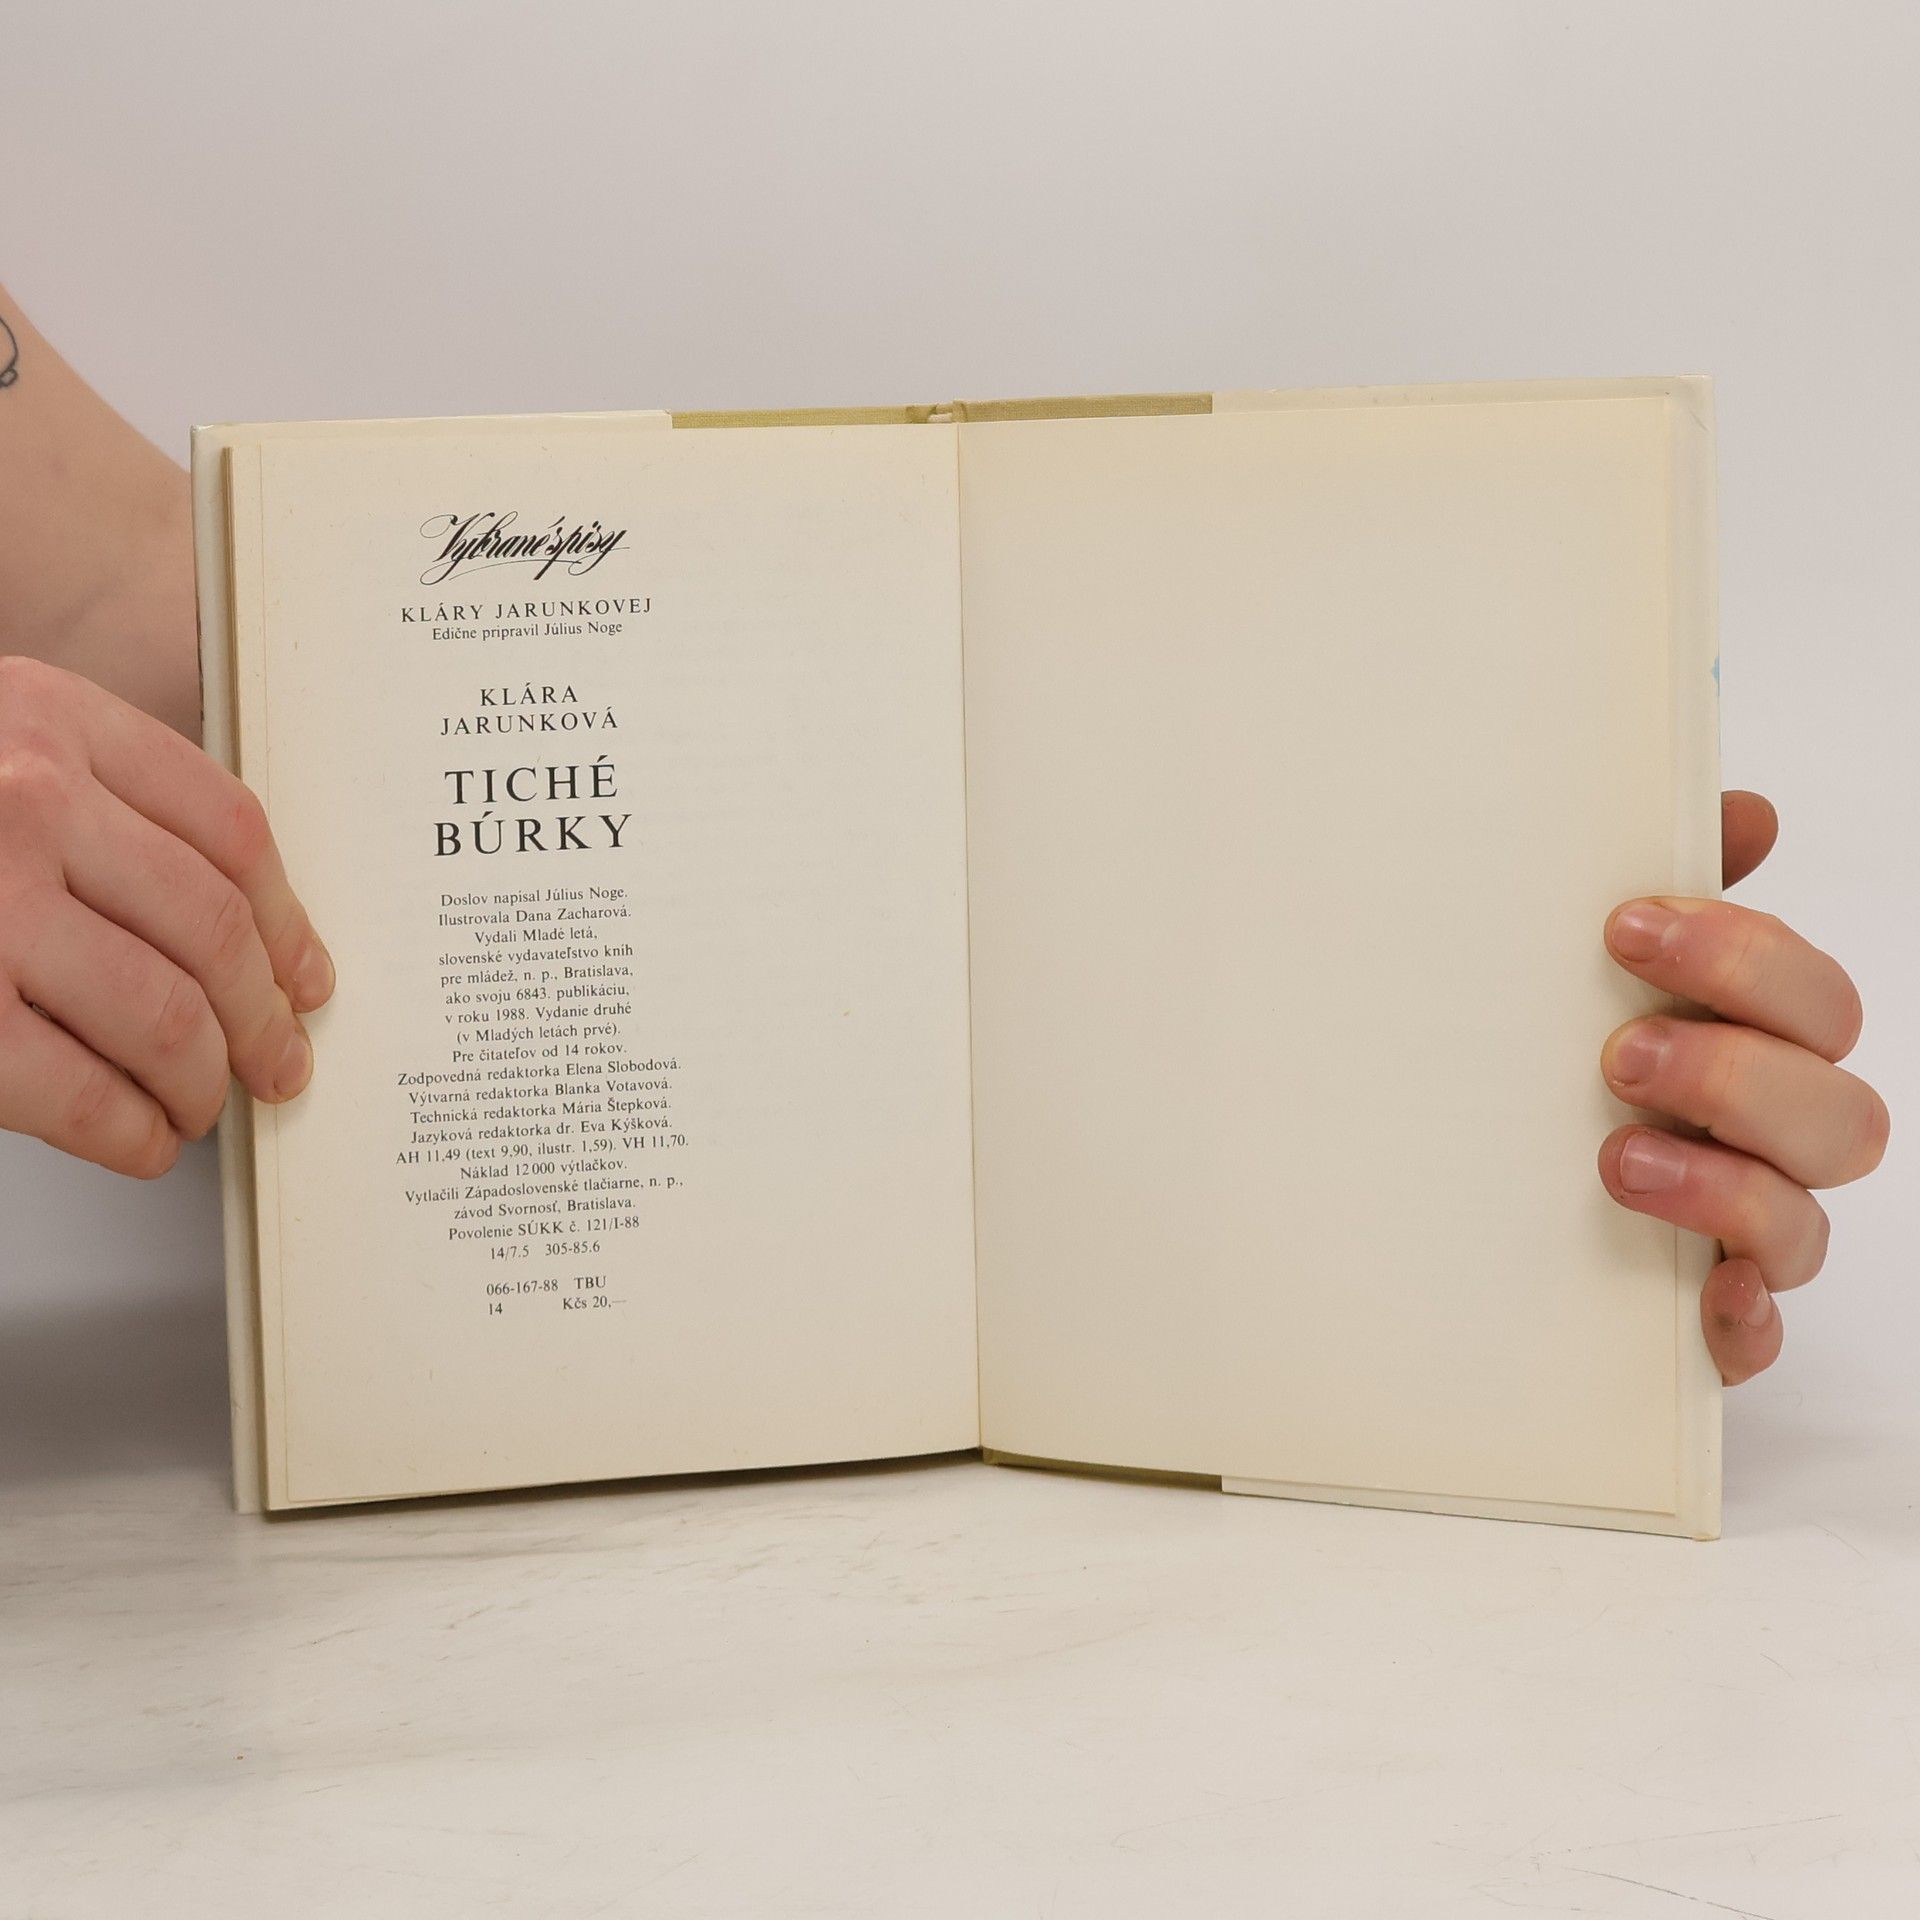 Vybrané spisy
KLÁRY JARUNKOVEJ
Edične pripravil Július Noge
KLÁRA
JARUNKOVÁ
TICHÉ
BÚRKY
Doslov napísal Július Noge.
Ilustrovala Dana Zacharová.
Vydali Mladé letá,
slovenské vydavateľstvo kníh
pre mládež, n. p., Bratislava,
ako svoju 6843. publikáciu,
v roku 1988. Vydanie druhé
(v Mladých letách prvé).
Pre čitateľov od 14 rokov.
Zodpovedná redaktorka Elena Slobodová.
Výtvarná redaktorka Blanka Votavová.
Technická redaktorka Mária Štepková.
Jazyková redaktorka dr. Eva Kýšková.
AH 11,49 (text 9,90, ilustr. 1,59). VH 11,70.
Náklad 12 000 výtlačkov.
Vytlačili Západoslovenské tlačiarne, n. p.,
závod Svornosť, Bratislava.
Povolenie SÚKK č. 121/I-88
14/7.5 305-85.6
066-167-88 TBU
14 Kčs 20,—